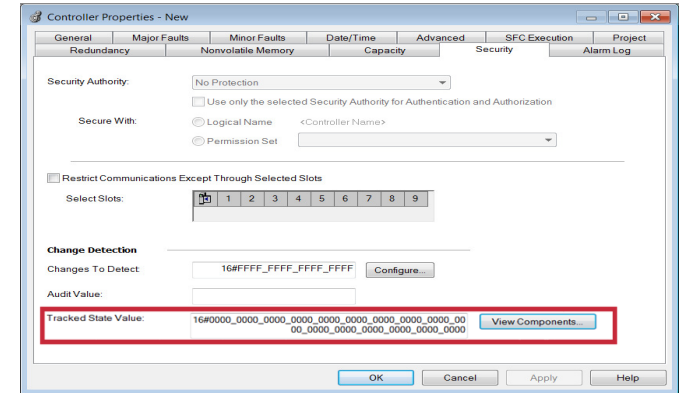 Controller Properties - New
General Major Faults Minor Faults Date/Time Advanced SFC Execution Project
Redundancy Nonvolatile Memory Capacity Security Alarm Log
Security Authority: No Protection
Use only the selected Security Authority for Authentication and Authorization
Secure With: Logical Name <Controller Name>
Permission Set
Restrict Communications Except Through Selected Slots
Select Slots: 1 2 3 4 5 6 7 8 9
Change Detection
Changes To Detect: 16#FFFF_FFFF_FFFF_FFFF Configure...
Audit Value:
Tracked State Value: 16#0000_0000_0000_0000_0000_0000_0000_0000_0000_00 View Components...
00_0000_0000_0000_0000_0000_0000
OK Cancel Apply Help